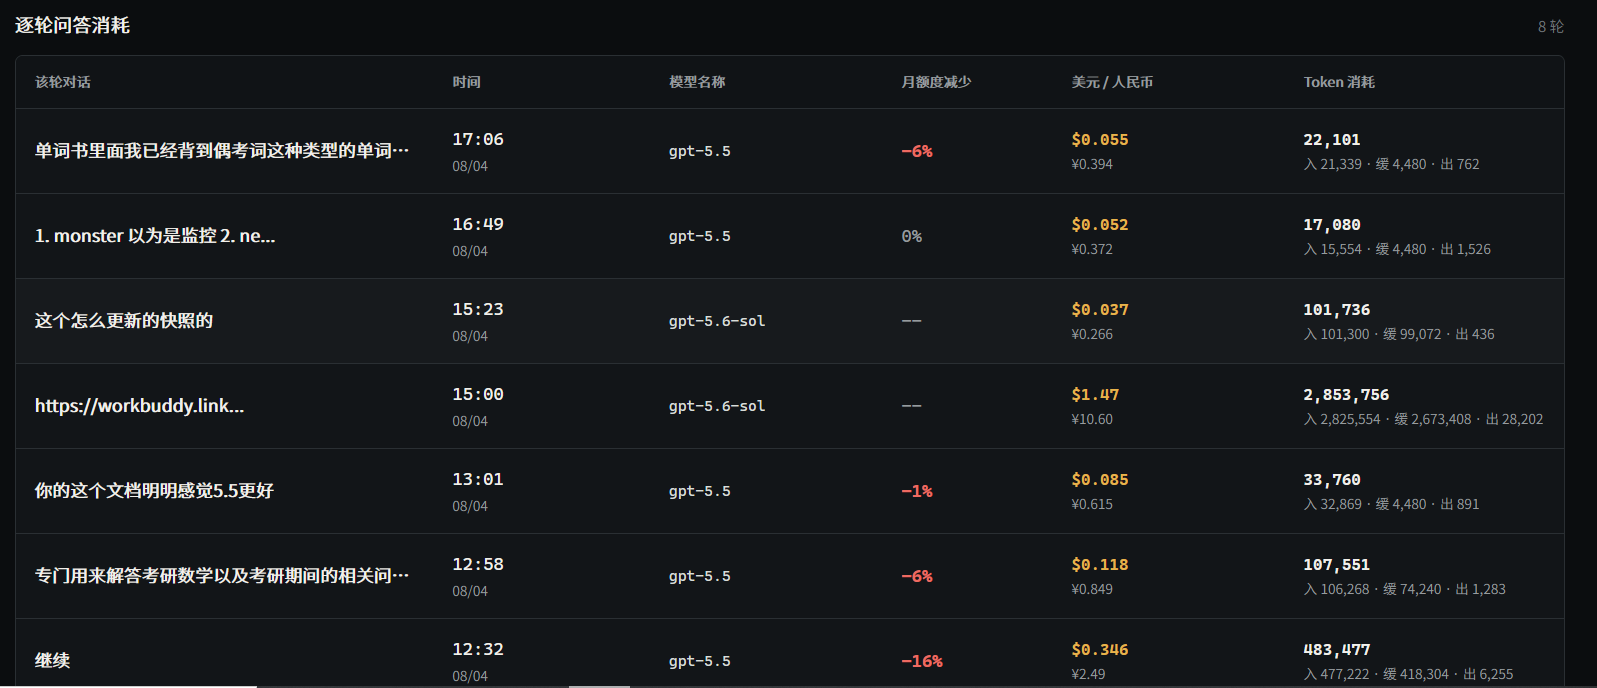 逐轮问答消耗
8 轮
该轮对话 时间 模型名称 月额度减少 美元 / 人民币 Token 消耗
单词书里面我已经背到偶考词这种类型的单词… 17:06 08/04 gpt-5.5 −6% $0.055 ¥0.394 22,101 入 21,339 · 缓 4,480 · 出 762
1. monster 以为是监控 2. ne... 16:49 08/04 gpt-5.5 0% $0.052 ¥0.372 17,080 入 15,554 · 缓 4,480 · 出 1,526
这个怎么更新的快照的 15:23 08/04 gpt-5.6-sol —— $0.037 ¥0.266 101,736 入 101,300 · 缓 99,072 · 出 436
https://workbuddy.link... 15:00 08/04 gpt-5.6-sol —— $1.47 ¥10.60 2,853,756 入 2,825,554 · 缓 2,673,408 · 出 28,202
你的这个文档明明感觉5.5更好 13:01 08/04 gpt-5.5 −1% $0.085 ¥0.615 33,760 入 32,869 · 缓 4,480 · 出 891
专门用来解答考研数学以及考研期间的相关问… 12:58 08/04 gpt-5.5 −6% $0.118 ¥0.849 107,551 入 106,268 · 缓 74,240 · 出 1,283
继续 12:32 08/04 gpt-5.5 −16% $0.346 ¥2.49 483,477 入 477,222 · 缓 418,304 · 出 6,255